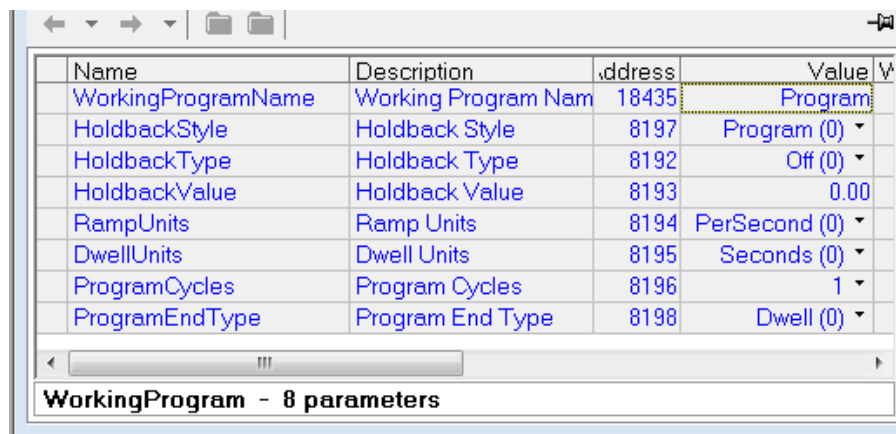 Name Description ddress Value W
WorkingProgramName Working Program Nam 18435 Program
HoldbackStyle Holdback Style 8197 Program (0)
HoldbackType Holdback Type 8192 Off (0)
HoldbackValue Holdback Value 8193 0.00
RampUnits Ramp Units 8194 PerSecond (0)
DwellUnits Dwell Units 8195 Seconds (0)
ProgramCycles Program Cycles 8196 1
ProgramEndType Program End Type 8198 Dwell (0)
WorkingProgram - 8 parameters